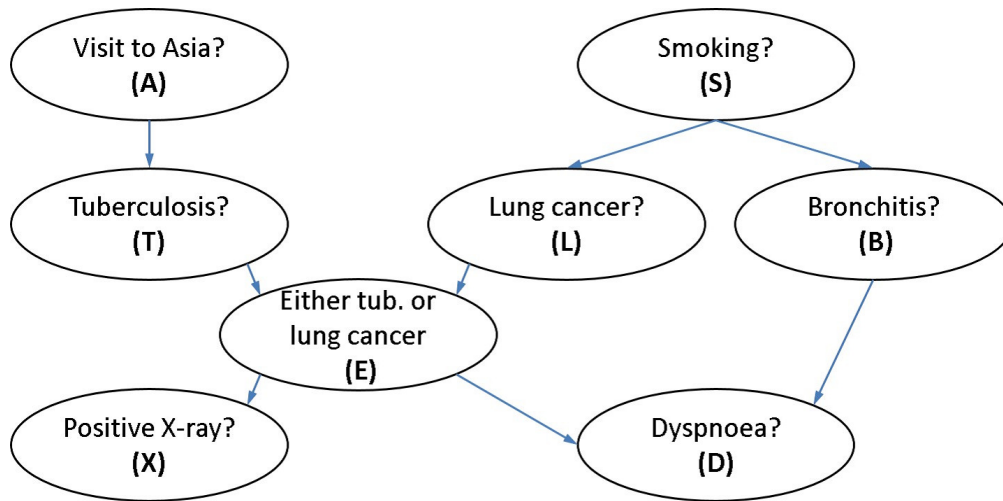 Visit to Asia?
(A)
Smoking?
(S)
Tuberculosis?
(T)
Lung cancer?
(L)
Bronchitis?
(B)
Either tub. or
lung cancer
(E)
Positive X-ray?
(X)
Dyspnoea?
(D)